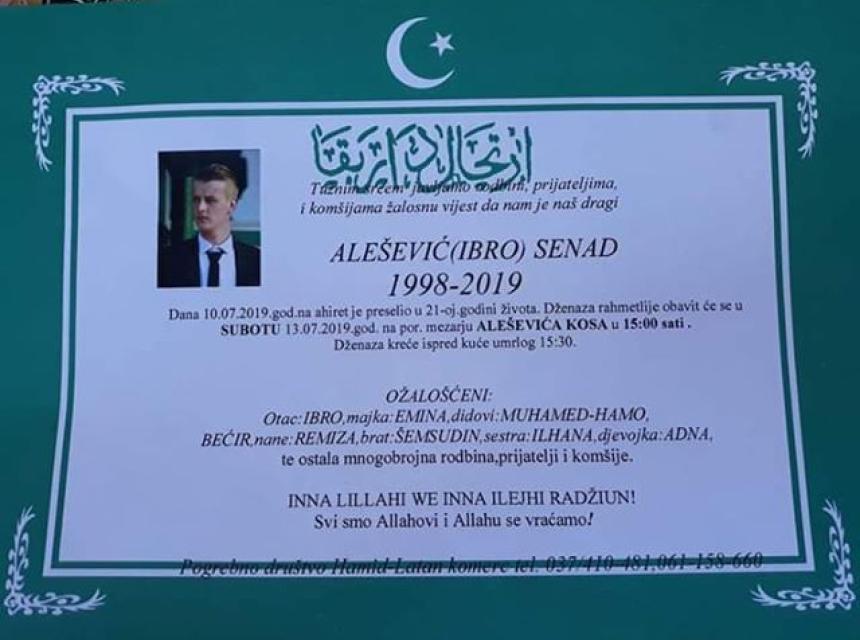 ارتحال دار بقا
Tužnim srcem javljamo rodbini, prijateljima,
i komšijama žalosnu vijest da nam je naš dragi
ALEŠEVIĆ(IBRO) SENAD
1998-2019
Dana 10.07.2019.god.na ahiret je preselio u 21-oj.godini života. Dženaza rahmetlije obavit će se u
SUBOTU 13.07.2019.god. na por. mezarju ALEŠEVIĆA KOSA u 15:00 sati .
Dženaza kreće ispred kuće umrlog 15:30.
OŽALOŠĆENI:
Otac:IBRO,majka:EMINA,didovi:MUHAMED-HAMO,
BEĆIR,nane:REMIZA,brat:ŠEMSUDIN,sestra:ILHANA,djevojka:ADNA,
te ostala mnogobrojna rodbina,prijatelji i komšije.
INNA LILLAHI WE INNA ILEJHI RADŽIUN!
Svi smo Allahovi i Allahu se vraćamo!
Pogrebno društvo Hamid-Latan komerc tel. 037/410-481,061-158-660